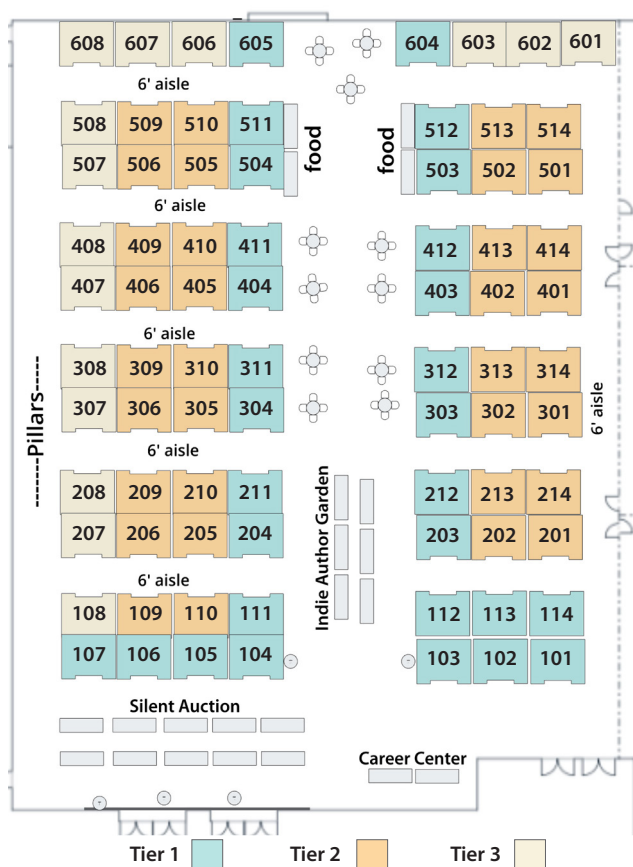 608 607 606 605 604 603 602 601
6' aisle
508 509 510 511 food food 512 513 514
507 506 505 504 503 502 501
6' aisle
408 409 410 411 412 413 414
407 406 405 404 403 402 401
6' aisle
308 309 310 311 312 313 314
307 306 305 304 303 302 301
-------Pillars-----
6' aisle
6' aisle
208 209 210 211 212 213 214
207 206 205 204 203 202 201
Indie Author Garden
6' aisle
108 109 110 111 112 113 114
107 106 105 104 103 102 101
Silent Auction
Career Center
Tier 1 Tier 2 Tier 3